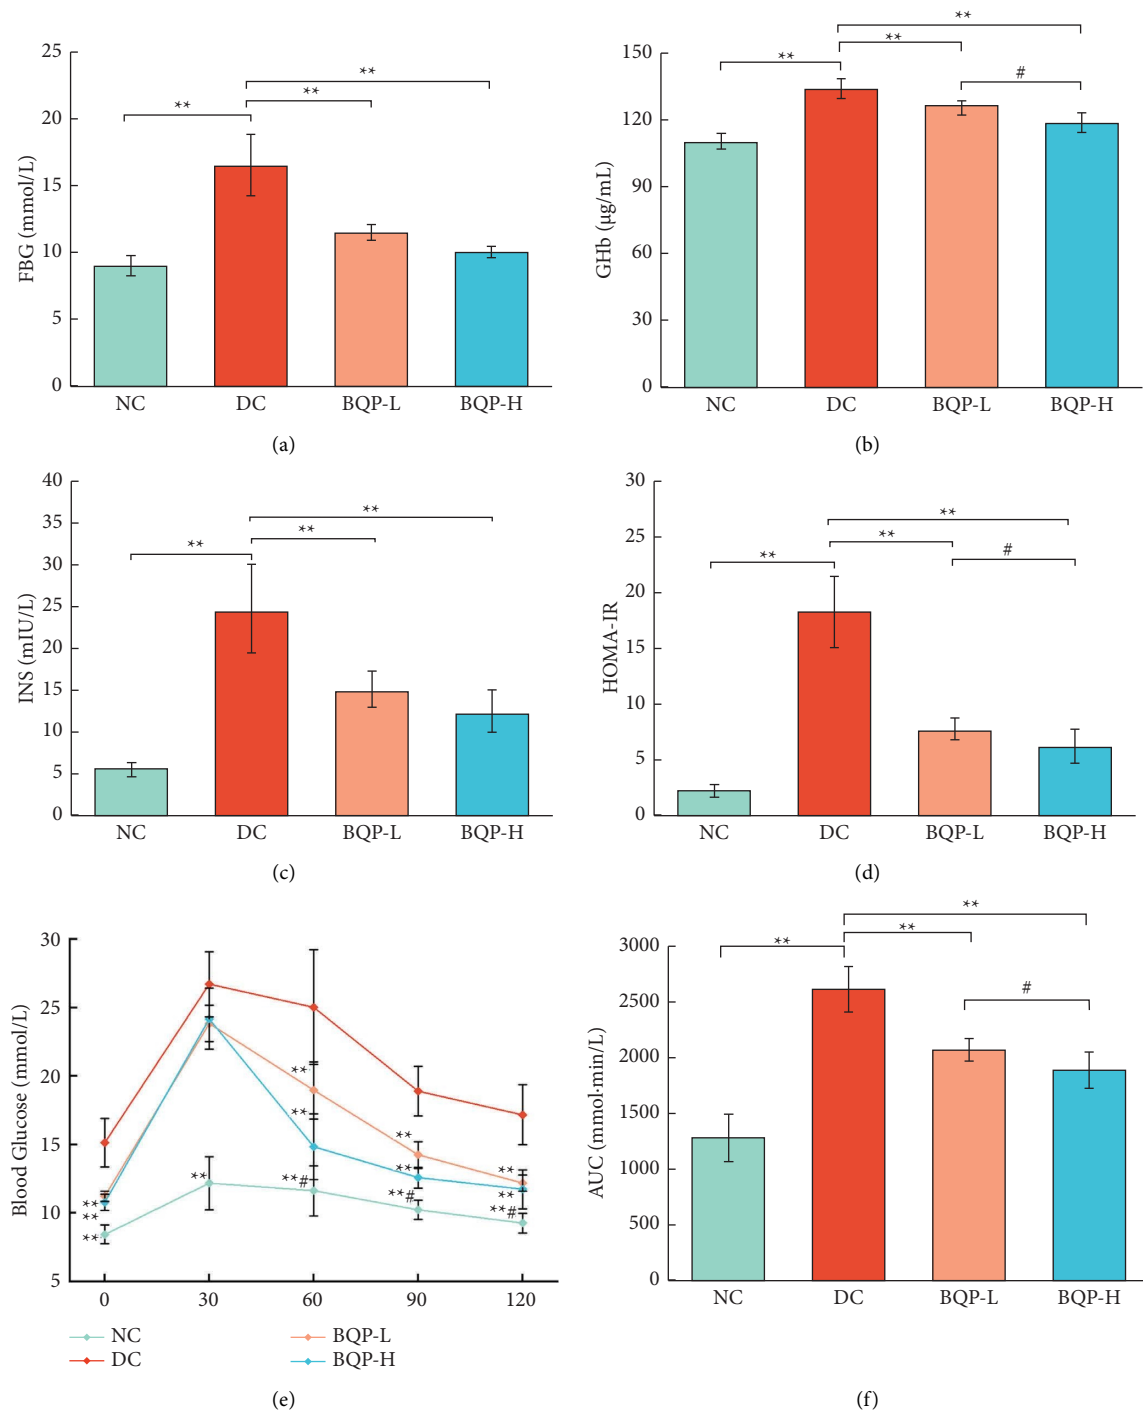 25
20
15
10
5
0
FBG (mmol/L)
**
**
**
NC
DC
BQP-L
BQP-H
(a)
150
120
90
60
30
0
GHb (μg/mL)
**
**
**
#
NC
DC
BQP-L
BQP-H
(b)
40
35
30
25
20
15
10
5
0
INS (mIU/L)
**
**
**
NC
DC
BQP-L
BQP-H
(c)
30
25
20
15
10
5
0
HOMA-IR
**
**
**
#
NC
DC
BQP-L
BQP-H
(d)
30
25
20
15
10
5
Blood Glucose (mmol/L)
**
**
**
**
**
**
**#
**
**
**#
**
**
**#
0
30
60
90
120
NC
DC
BQP-L
BQP-H
(e)
3000
2500
2000
1500
1000
500
0
AUC (mmol·min/L)
**
**
**
#
NC
DC
BQP-L
BQP-H
(f)